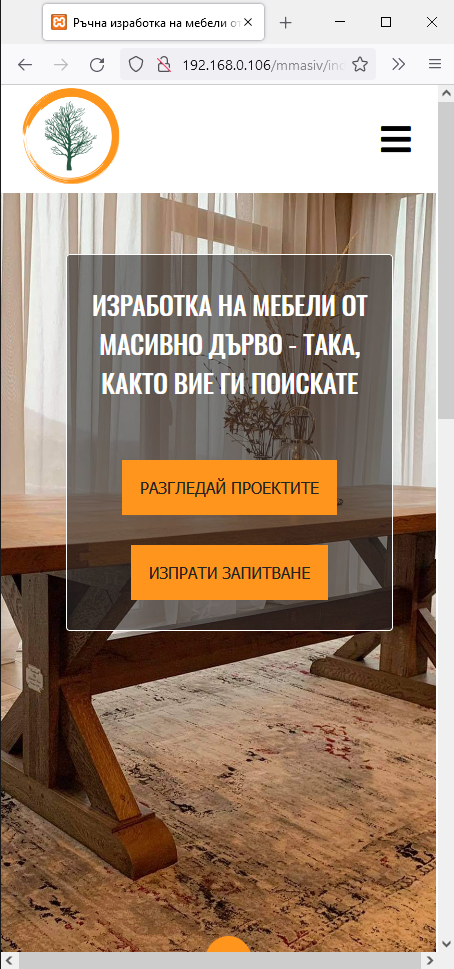 Ръчна изработка на мебели от
192.168.0.106/mmasiv/ind
ИЗРАБОТКА НА МЕБЕЛИ ОТ
МАСИВНО ДЪРВО - ТАКА,
КАКТО ВИЕ ГИ ПОИСКАТЕ
РАЗГЛЕДАЙ ПРОЕКТИТЕ
ИЗПРАТИ ЗАПИТВАНЕ